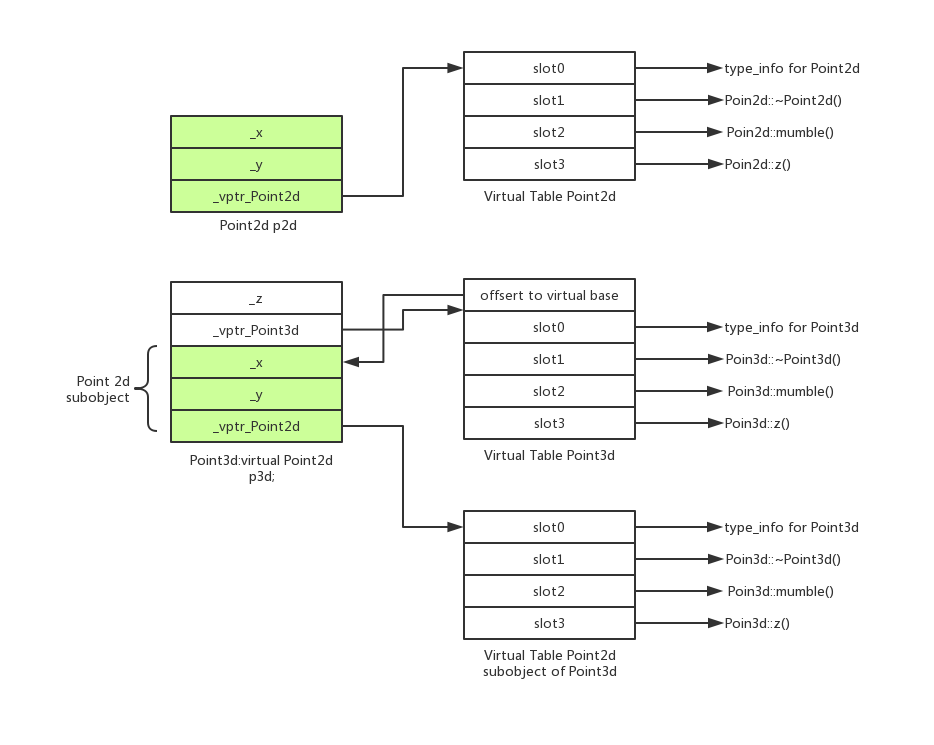 slot0
type_info for Point2d
slot1
Poin2d::~Point2d()
_x
slot2
Poin2d::mumble()
_y
slot3
Poin2d::z()
_vptr_Point2d
Virtual Table Point2d
Point2d p2d
_z
offsert to virtual base
_vptr_Point3d
slot0
type_info for Point3d
_x
slot1
Poin3d::~Point3d()
Point 2d
subobject
_y
slot2
Poin3d::mumble()
_vptr_Point2d
slot3
Poin3d::z()
Point3d:virtual Point2d
p3d;
Virtual Table Point3d
slot0
type_info for Point3d
slot1
Poin3d::~Point3d()
slot2
Poin3d::mumble()
slot3
Poin3d::z()
Virtual Table Point2d
subobject of Point3d